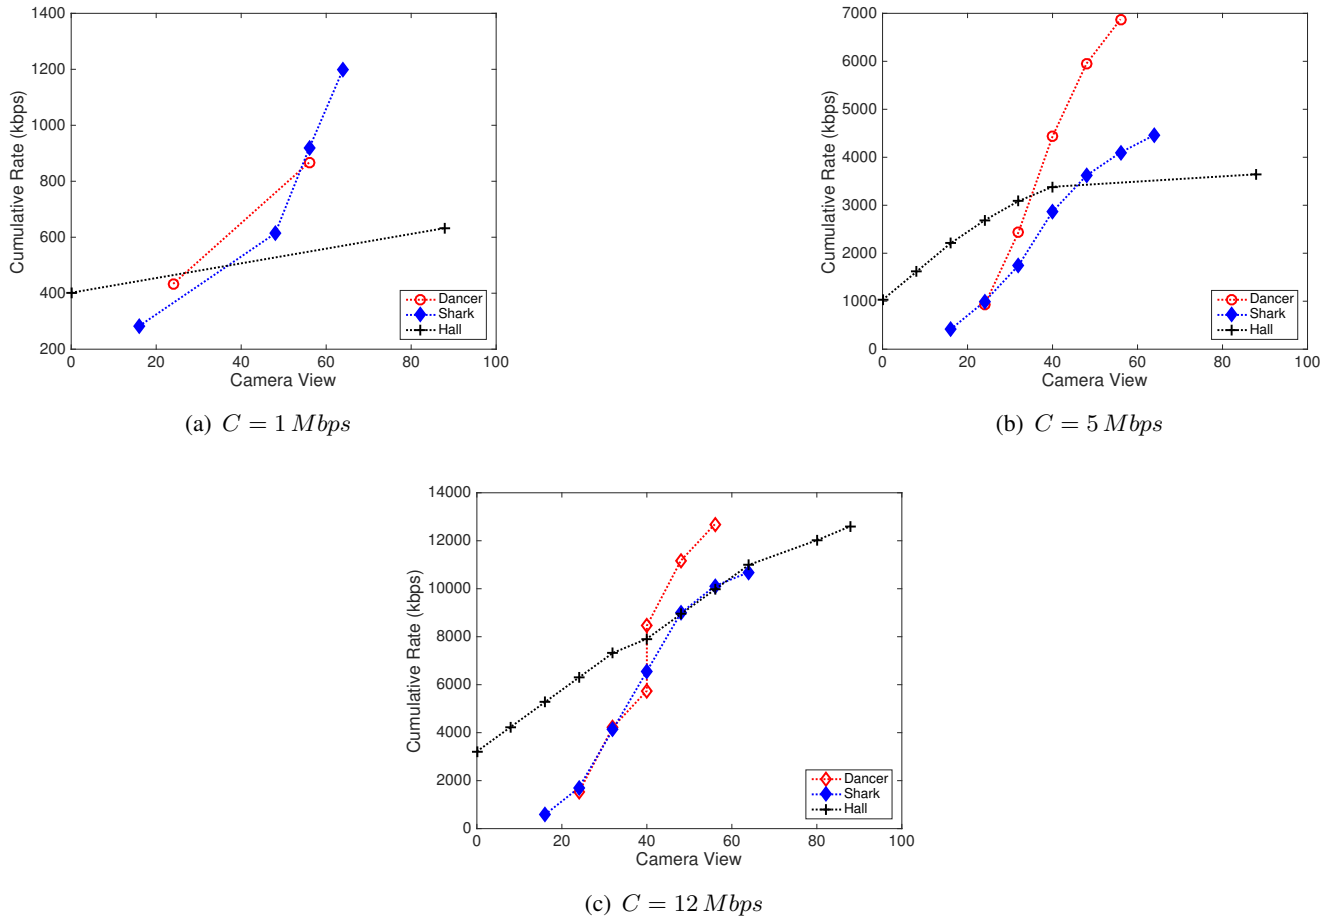 1400
1200
1000
800
600
400
200
0 20 40 60 80 100
Cumulative Rate (kbps)
Camera View
Dancer
Shark
Hall
(a) C = 1 Mbps
7000
6000
5000
4000
3000
2000
1000
0
0 20 40 60 80 100
Cumulative Rate (kbps)
Camera View
Dancer
Shark
Hall
(b) C = 5 Mbps
14000
12000
10000
8000
6000
4000
2000
0
0 20 40 60 80 100
Cumulative Rate (kbps)
Camera View
Dancer
Shark
Hall
(c) C = 12 Mbps